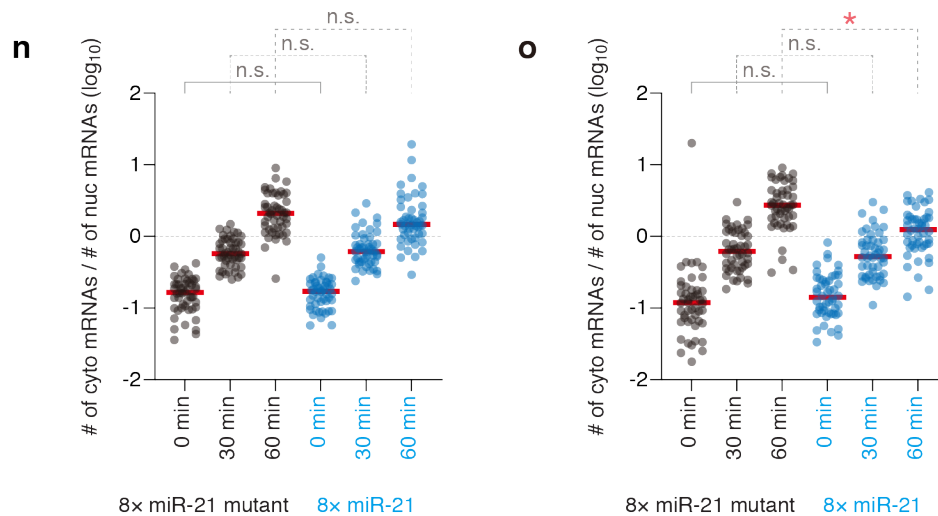 n
n.s.
n.s.
n.s.
# of cyto mRNAs / # of nuc mRNAs (log10)
2
1
0
-1
-2
0 min
30 min
60 min
0 min
30 min
60 min
8× miR-21 mutant
8× miR-21
o
*
n.s.
n.s.
# of cyto mRNAs / # of nuc mRNAs (log10)
2
1
0
-1
-2
0 min
30 min
60 min
0 min
30 min
60 min
8× miR-21 mutant
8× miR-21